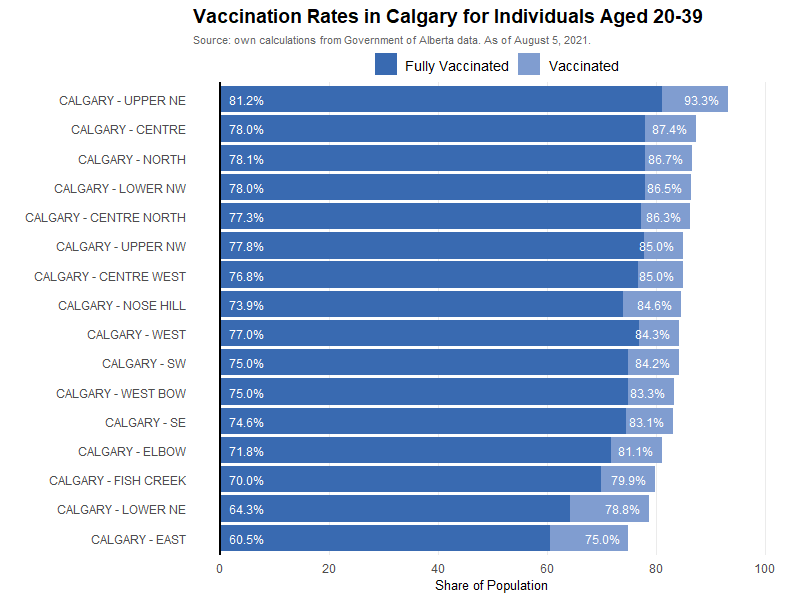 Vaccination Rates in Calgary for Individuals Aged 20-39
Source: own calculations from Government of Alberta data. As of August 5, 2021.
Fully Vaccinated Vaccinated
CALGARY - UPPER NE 81.2% 93.3%
CALGARY - CENTRE 78.0% 87.4%
CALGARY - NORTH 78.1% 86.7%
CALGARY - LOWER NW 78.0% 86.5%
CALGARY - CENTRE NORTH 77.3% 86.3%
CALGARY - UPPER NW 77.8% 85.0%
CALGARY - CENTRE WEST 76.8% 85.0%
CALGARY - NOSE HILL 73.9% 84.6%
CALGARY - WEST 77.0% 84.3%
CALGARY - SW 75.0% 84.2%
CALGARY - WEST BOW 75.0% 83.3%
CALGARY - SE 74.6% 83.1%
CALGARY - ELBOW 71.8% 81.1%
CALGARY - FISH CREEK 70.0% 79.9%
CALGARY - LOWER NE 64.3% 78.8%
CALGARY - EAST 60.5% 75.0%
0 20 40 60 80 100
Share of Population